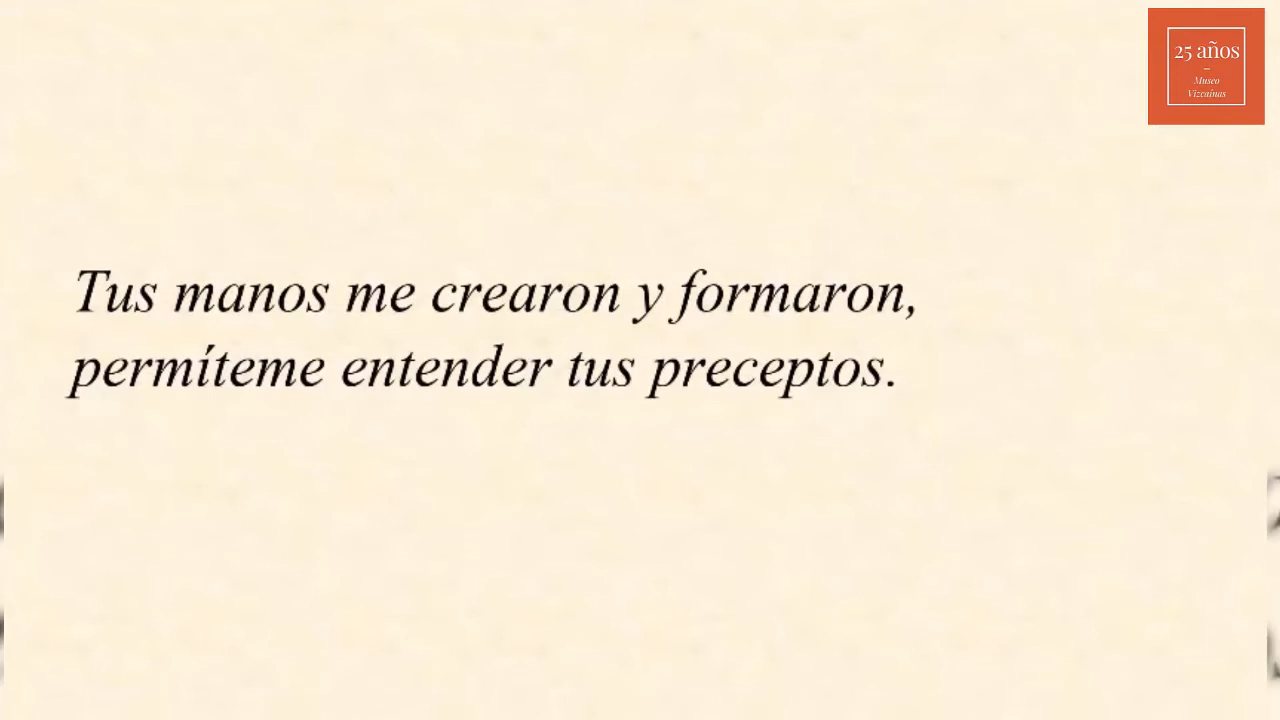 25 años
–
Museo
Vizcaínas
Tus manos me crearon y formaron,
permíteme entender tus preceptos.